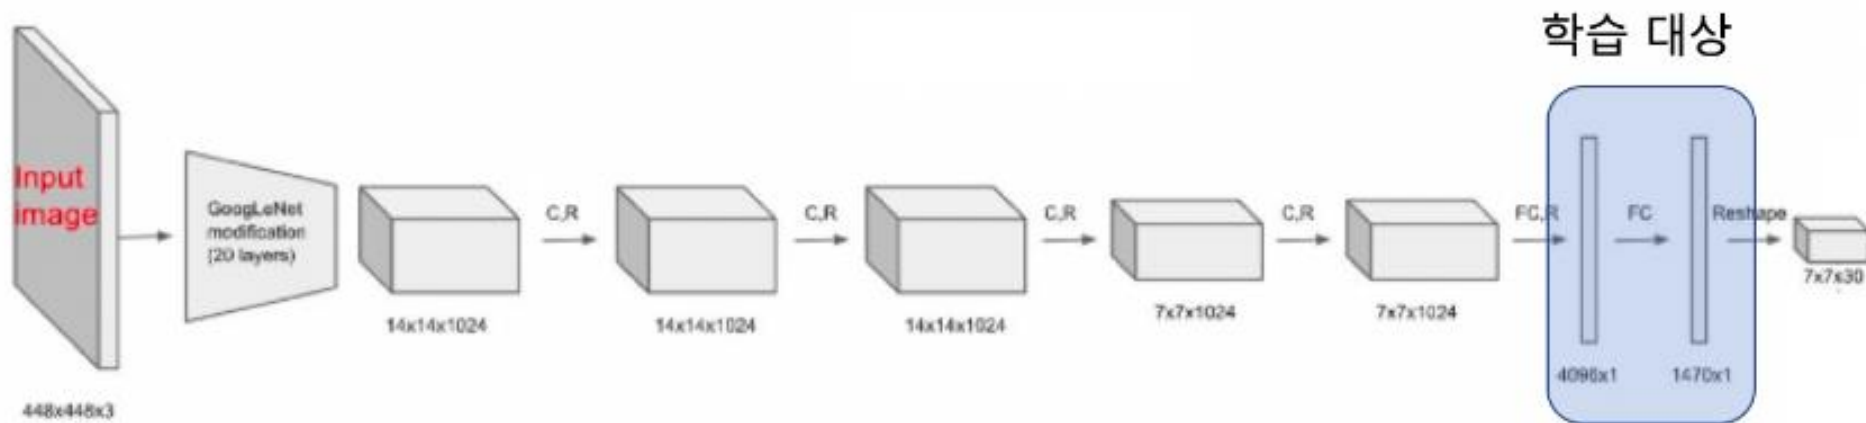 학습 대상
Input
image
GoogLeNet
modification
(20 layers)
C,R
C,R
C,R
C,R
FC,R
FC
Reshape
448x448x3
14x14x1024
14x14x1024
14x14x1024
7x7x1024
7x7x1024
4096x1
1470x1
7x7x30